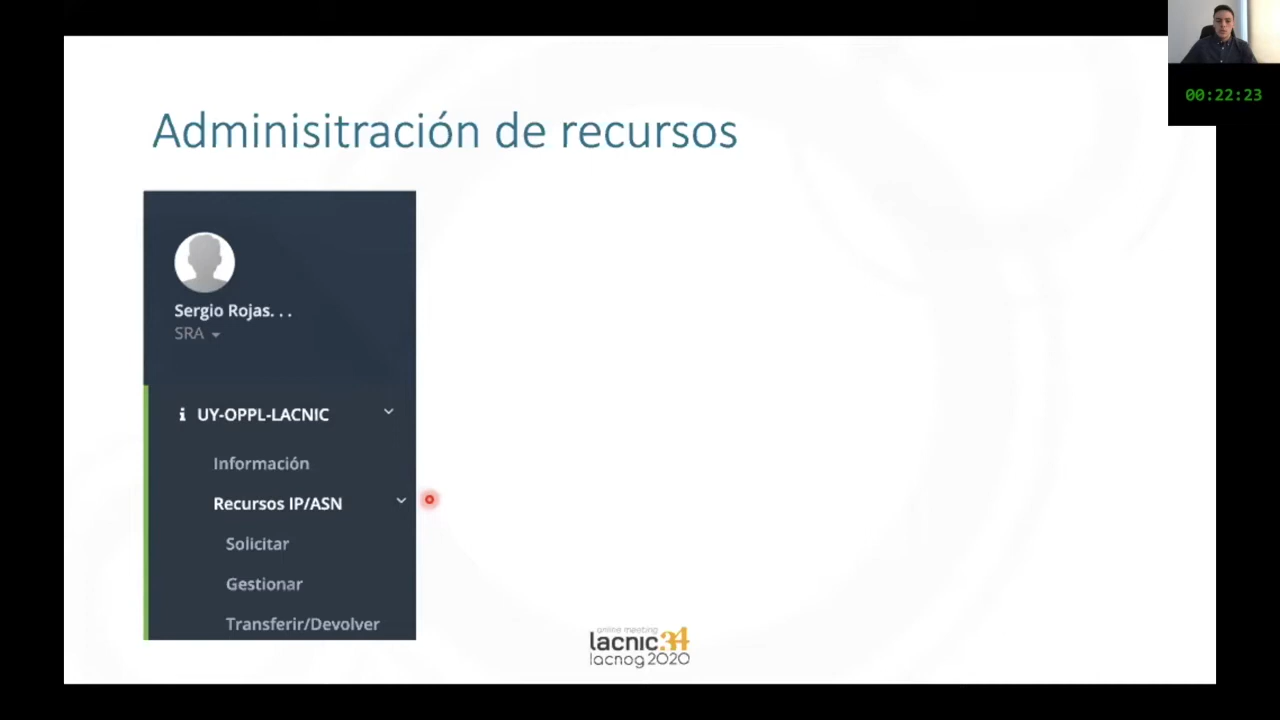 00:22:23
Adminisitración de recursos
Sergio Rojas. . .
SRA
UY-OPPL-LACNIC
Información
Recursos IP/ASN
Solicitar
Gestionar
Transferir/Devolver
online meeting
lacnic34
lacnog2020